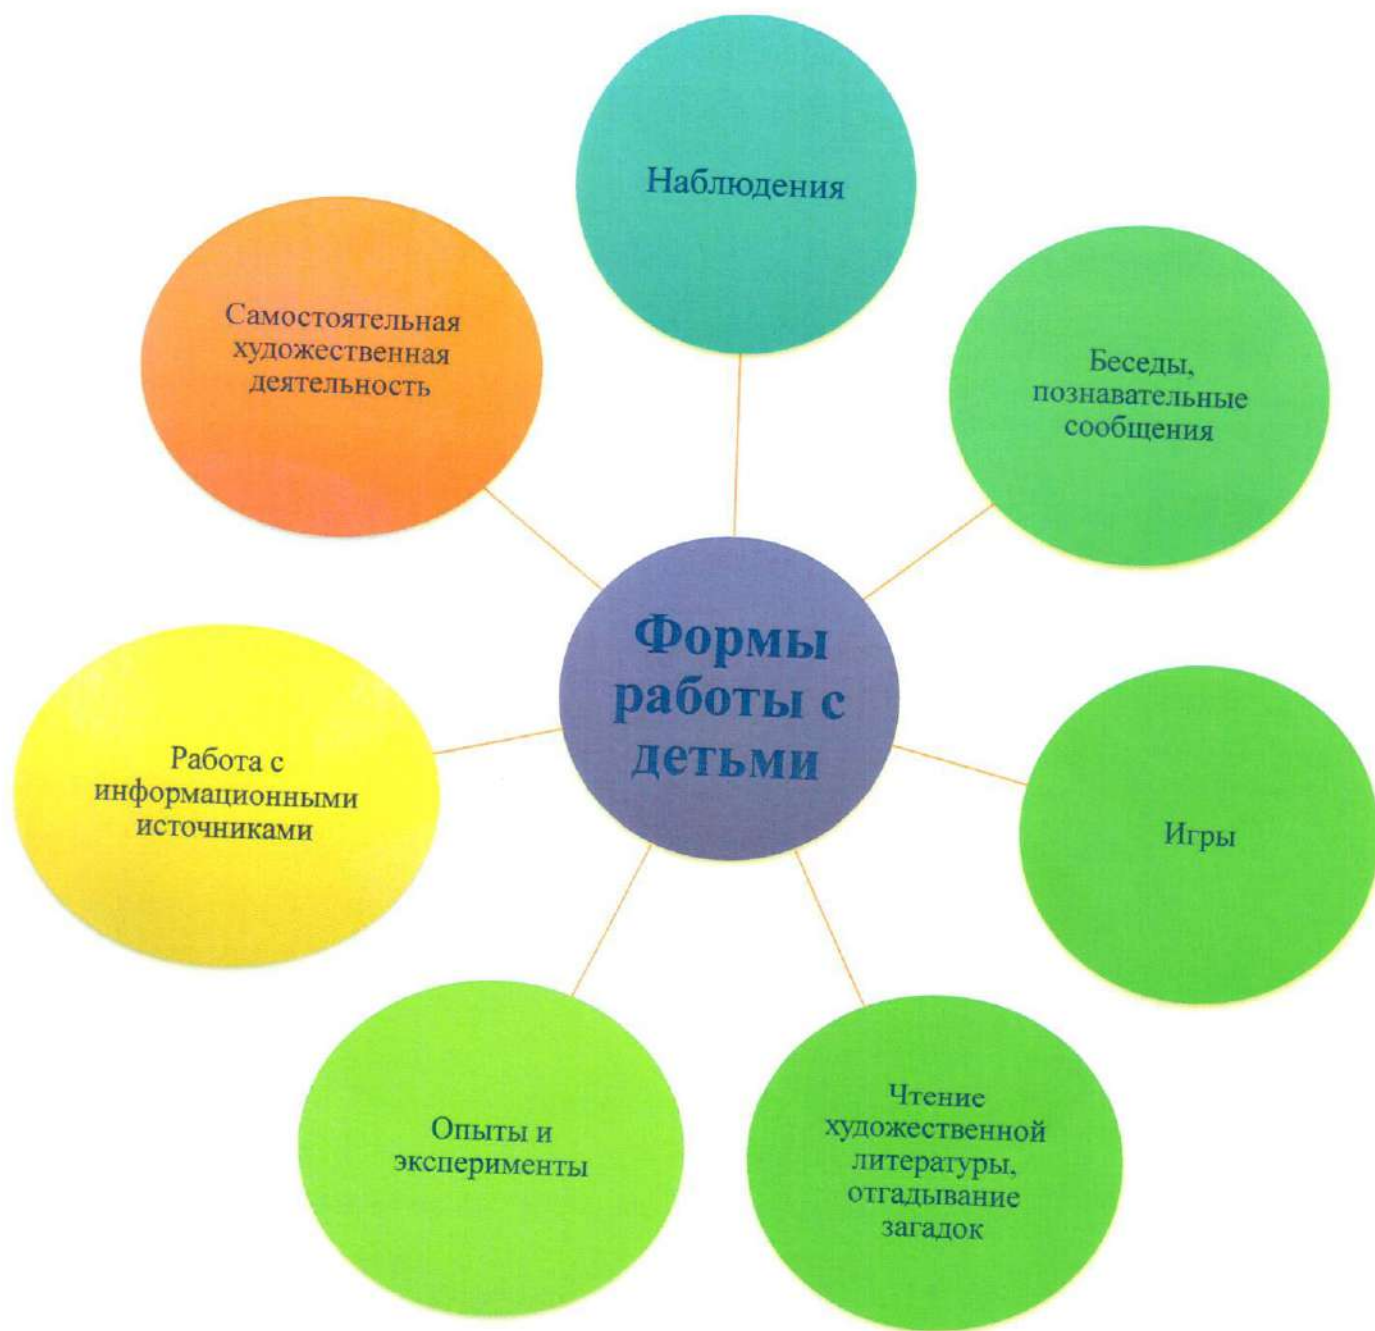 Наблюдения
Беседы,
познавательные
сообщения
Игры
Чтение
художественной
литературы,
отгадывание
загадок
Опыты и
эксперименты
Работа с
информационными
источниками
Самостоятельная
художественная
деятельность
Формы
работы с
детьми